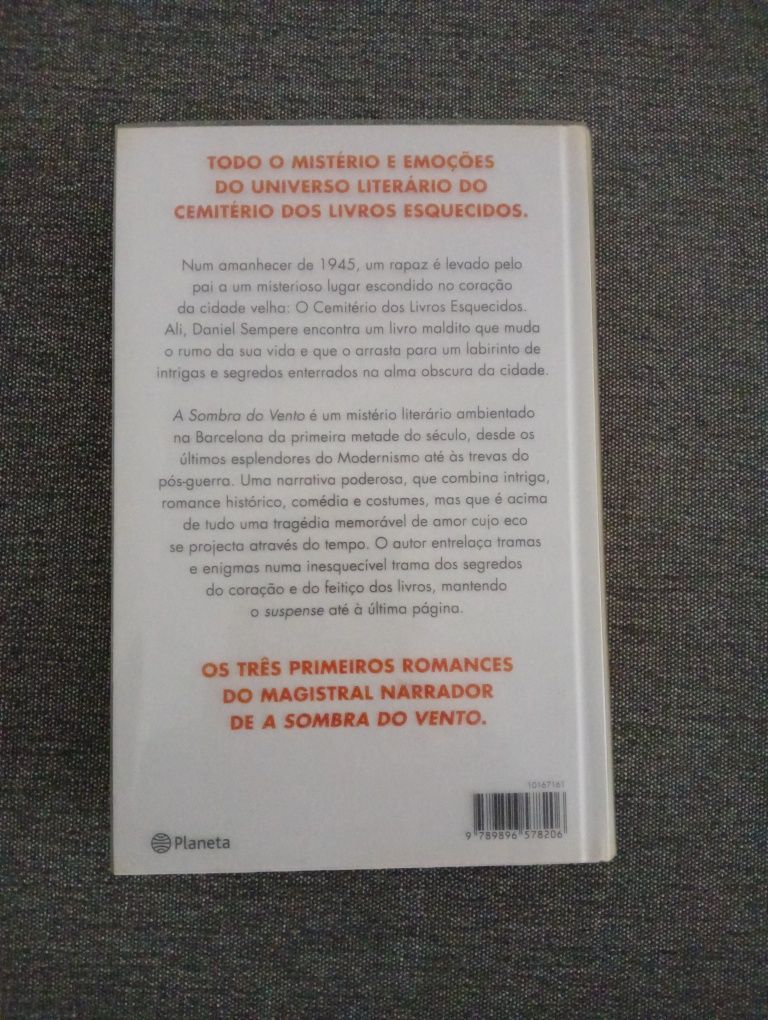 TODO O MISTÉRIO E EMOÇÕES
DO UNIVERSO LITERÁRIO DO
CEMITÉRIO DOS LIVROS ESQUECIDOS.
Num amanhecer de 1945, um rapaz é levado pelo
pai a um misterioso lugar escondido no coração
da cidade velha: O Cemitério dos Livros Esquecidos.
Ali, Daniel Sempere encontra um livro maldito que muda
o rumo da sua vida e que o arrasta para um labirinto de
intrigas e segredos enterrados na alma obscura da cidade.
A Sombra do Vento é um mistério literário ambientado
na Barcelona da primeira metade do século, desde os
últimos esplendores do Modernismo até às trevas do
pós-guerra. Uma narrativa poderosa, que combina intriga,
romance histórico, comédia e costumes, mas que é acima
de tudo uma tragédia memorável de amor cujo eco
se projecta através do tempo. O autor entrelaça tramas
e enigmas numa inesquecível trama dos segredos
do coração e do feitiço dos livros, mantendo
o suspense até à última página.
OS TRÊS PRIMEIROS ROMANCES
DO MAGISTRAL NARRADOR
DE A SOMBRA DO VENTO.
10167161
9 789896 578206
Planeta